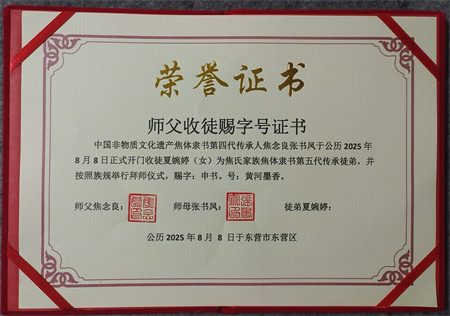 荣誉证书
师父收徒赐字号证书
中国非物质文化遗产焦体隶书第四代传承人焦念良张书凤于公历 2025 年
8 月 8 日正式开门收徒夏婉婷（女）为焦氏家族焦体隶书第五代传承徒弟，并
按照族规举行拜师仪式，赐字：申书。号：黄河墨香。
师父焦念良： 师母张书凤： 徒弟夏婉婷：
公历 2025 年 8 月 8 日于东营市东营区